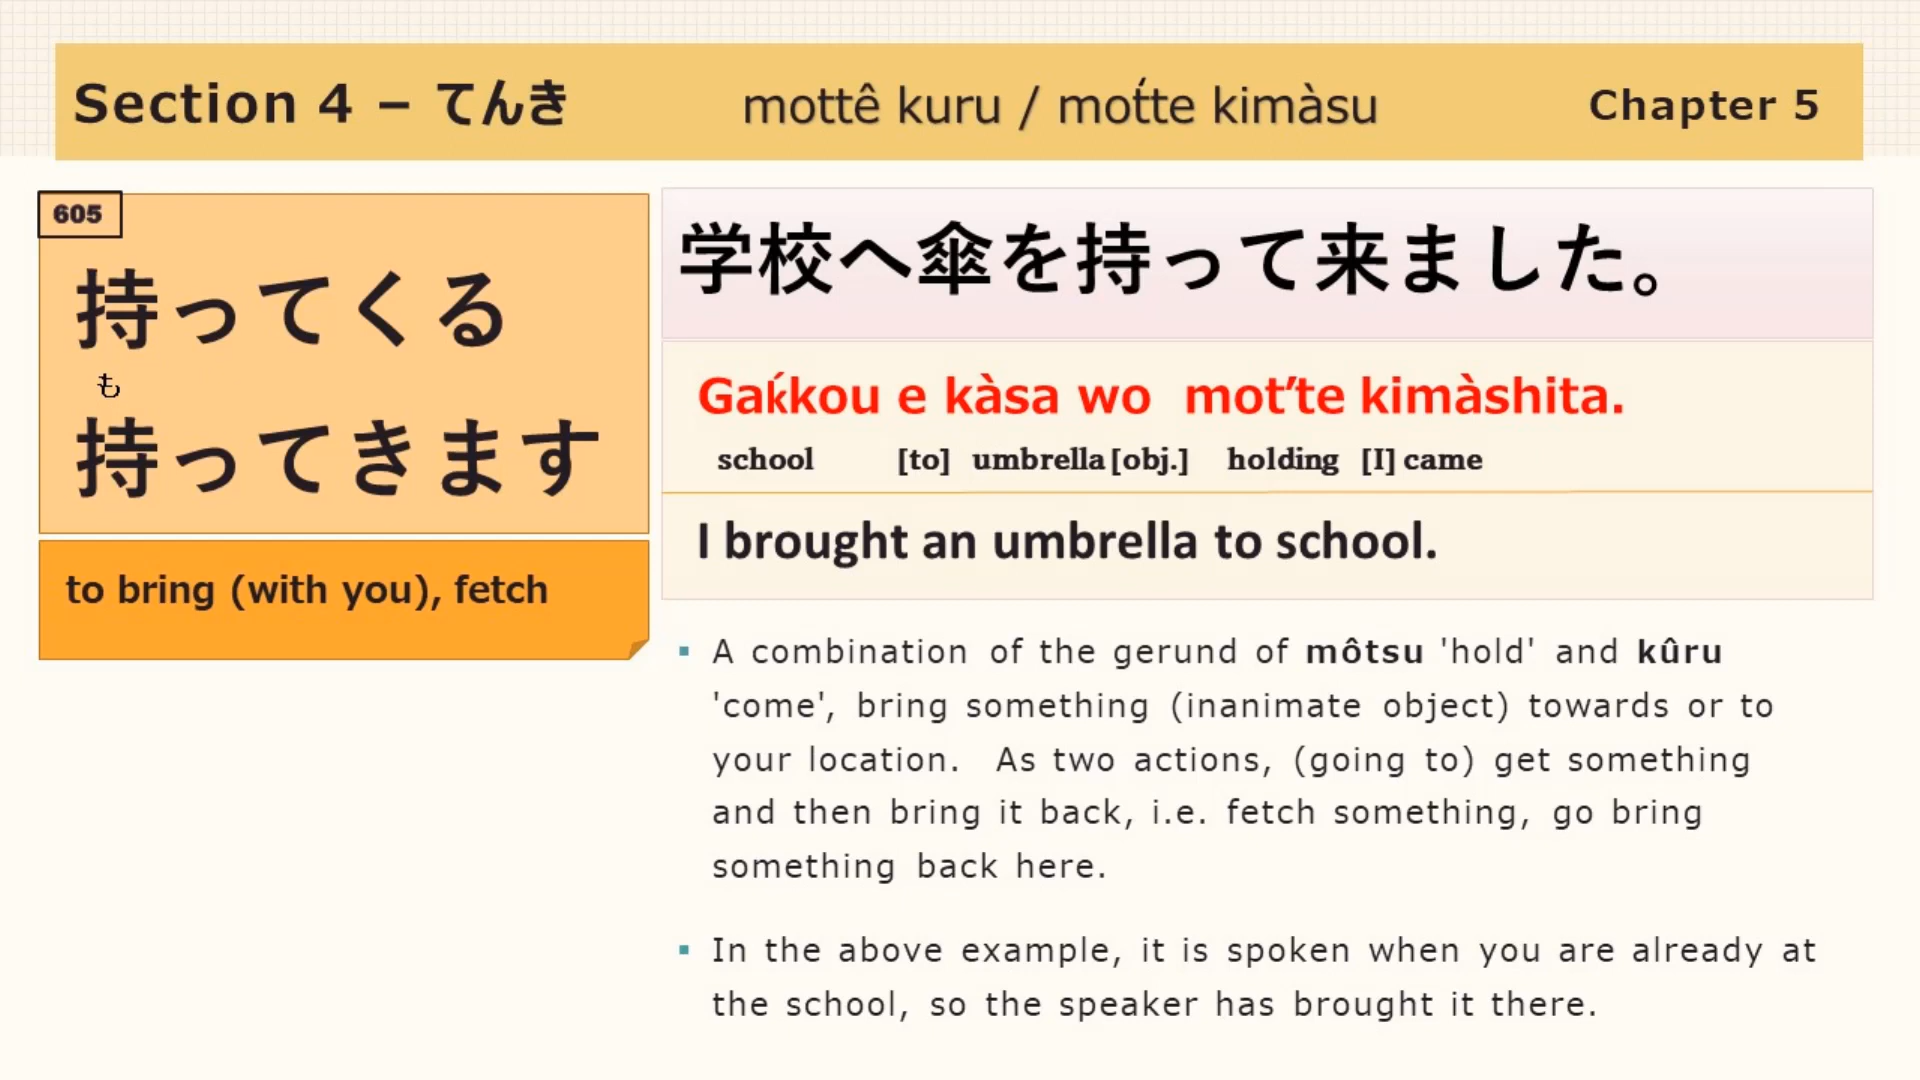 Section 4 – てんき mottê kuru / mot́te kimàsu Chapter 5
605
持ってくる
も
持ってきます
to bring (with you), fetch
学校へ傘を持って来ました。
Gaḱkou e kàsa wo mot́te kimàshita.
school [to] umbrella [obj.] holding [I] came
I brought an umbrella to school.
▪ A combination of the gerund of môtsu 'hold' and kûru
'come', bring something (inanimate object) towards or to
your location. As two actions, (going to) get something
and then bring it back, i.e. fetch something, go bring
something back here.
▪ In the above example, it is spoken when you are already at
the school, so the speaker has brought it there.